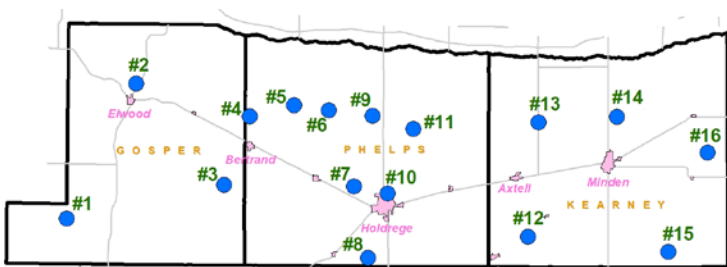 #2
#5
#6
#9
#4
#11
#13
#14
#16
Elwood
GOSPER
Bertrand
PHELPS
#3
#7
#10
Axtell
Minden
KEARNEY
#1
Holdrege
#8
#12
#15